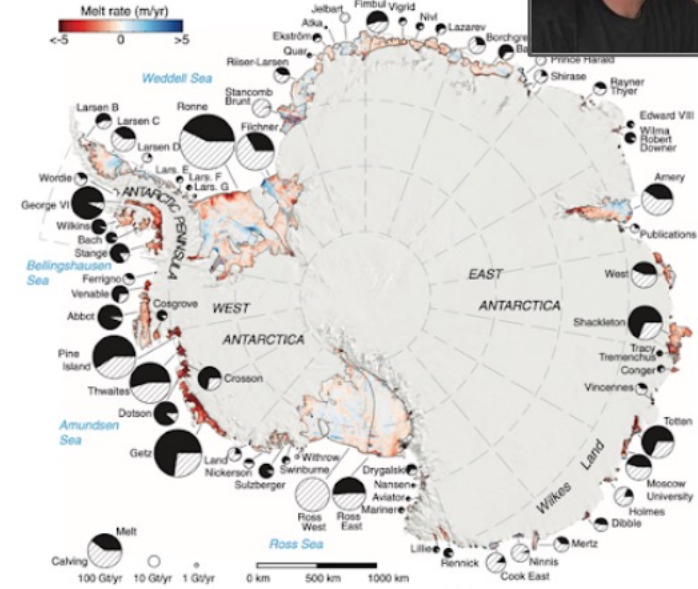 Melt rate (m/yr)
<-5
0
>5
Weddell Sea
Jelbart
Fimbul
Vigrid
Nivl
Lazarev
Borchgre
Ba
Atka
Ekström
Quar
Riiser-Larsen
Stancomb
Brunt
Prince Harald
Shirase
Rayner
Thyer
Edward VIII
Wilma
Robert
Downer
Amery
Publications
West
Shackleton
Tracy
Tremenchus
Conger
Vincennes
Totten
Moscow
University
Holmes
Dibble
Mertz
Ninnis
Cook East
Rennick
Lillie
Larsen B
Larsen C
Larsen D
Lars. E
Lars. F
Lars. G
Ronne
Filchner
Wordie
George VI
Wilkins
Bach
Stange
ANTARCTIC PENINSULA
Bellingshausen
Sea
Ferrigno
Venable
Abbot
Cosgrove
Pine
Island
Thwaites
Crosson
Dotson
Amundsen
Sea
Getz
Land
Nickerson
Sulzberger
Swinburne
Withrow
Ross
West
Ross
East
Drygalski
Nansen
Aviator
Mariner
WEST
ANTARCTICA
EAST
ANTARCTICA
Wilkes Land
Ross Sea
Melt
Calving
100 Gt/yr
10 Gt/yr
1 Gt/yr
0 km
500 km
1000 km